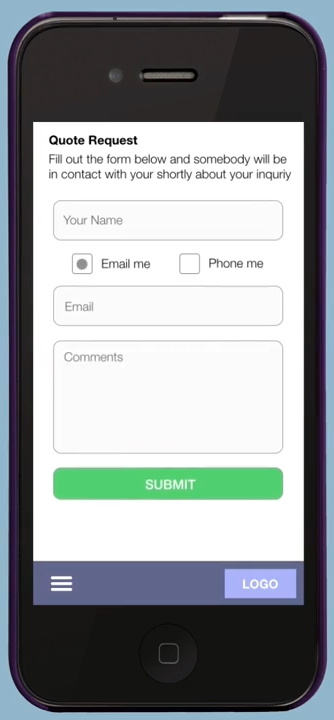 Quote Request
Fill out the form below and somebody will be
in contact with your shortly about your inquriy
Your Name
Email me
Phone me
Email
Comments
SUBMIT
LOGO